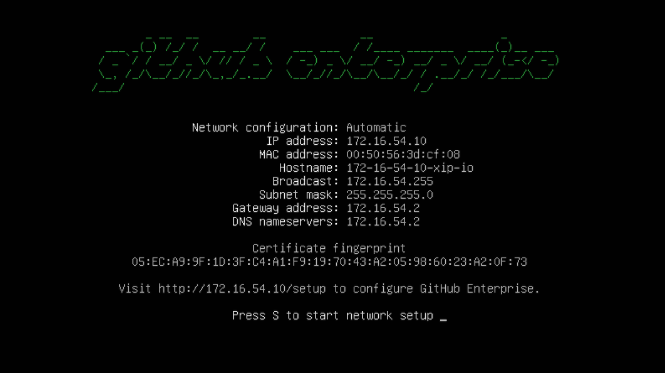 github enterprise
Network configuration: Automatic
IP address: 172.16.54.10
MAC address: 00:50:56:3d:cf:08
Hostname: 172-16-54-10-xip-io
Broadcast: 172.16.54.255
Subnet mask: 255.255.255.0
Gateway address: 172.16.54.2
DNS nameservers: 172.16.54.2
Certificate fingerprint
05:EC:A9:9F:1D:3F:C4:A1:F9:19:70:43:A2:05:98:60:23:A2:0F:73
Visit http://172.16.54.10/setup to configure GitHub Enterprise.
Press S to start network setup _